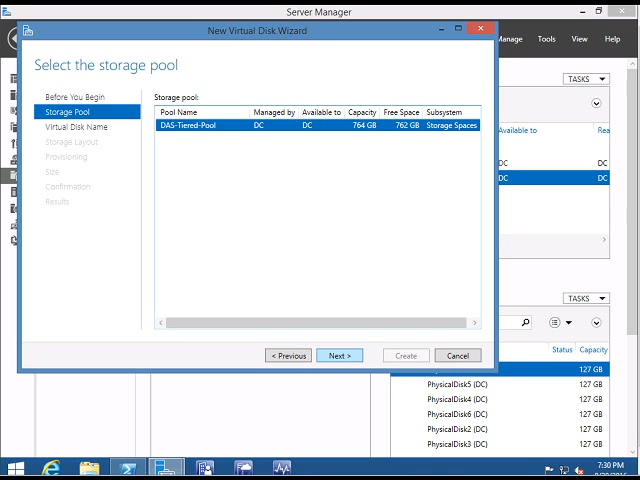 Server Manager
New Virtual Disk Wizard
Manage Tools View Help
Select the storage pool
TASKS
Before You Begin
Storage Pool
Virtual Disk Name
Storage Layout
Provisioning
Size
Confirmation
Results
Storage pool:
Pool Name Managed by Available to Capacity Free Space Subsystem
DAS-Tiered-Pool DC DC 764 GB 762 GB Storage Spaces
Available to
DC
DC
TASKS
< Previous Next > Create Cancel
Status Capacity
127 GB
PhysicalDisk5 (DC) 127 GB
PhysicalDisk4 (DC) 127 GB
PhysicalDisk6 (DC) 127 GB
PhysicalDisk2 (DC) 127 GB
PhysicalDisk3 (DC) 127 GB
7:30 PM